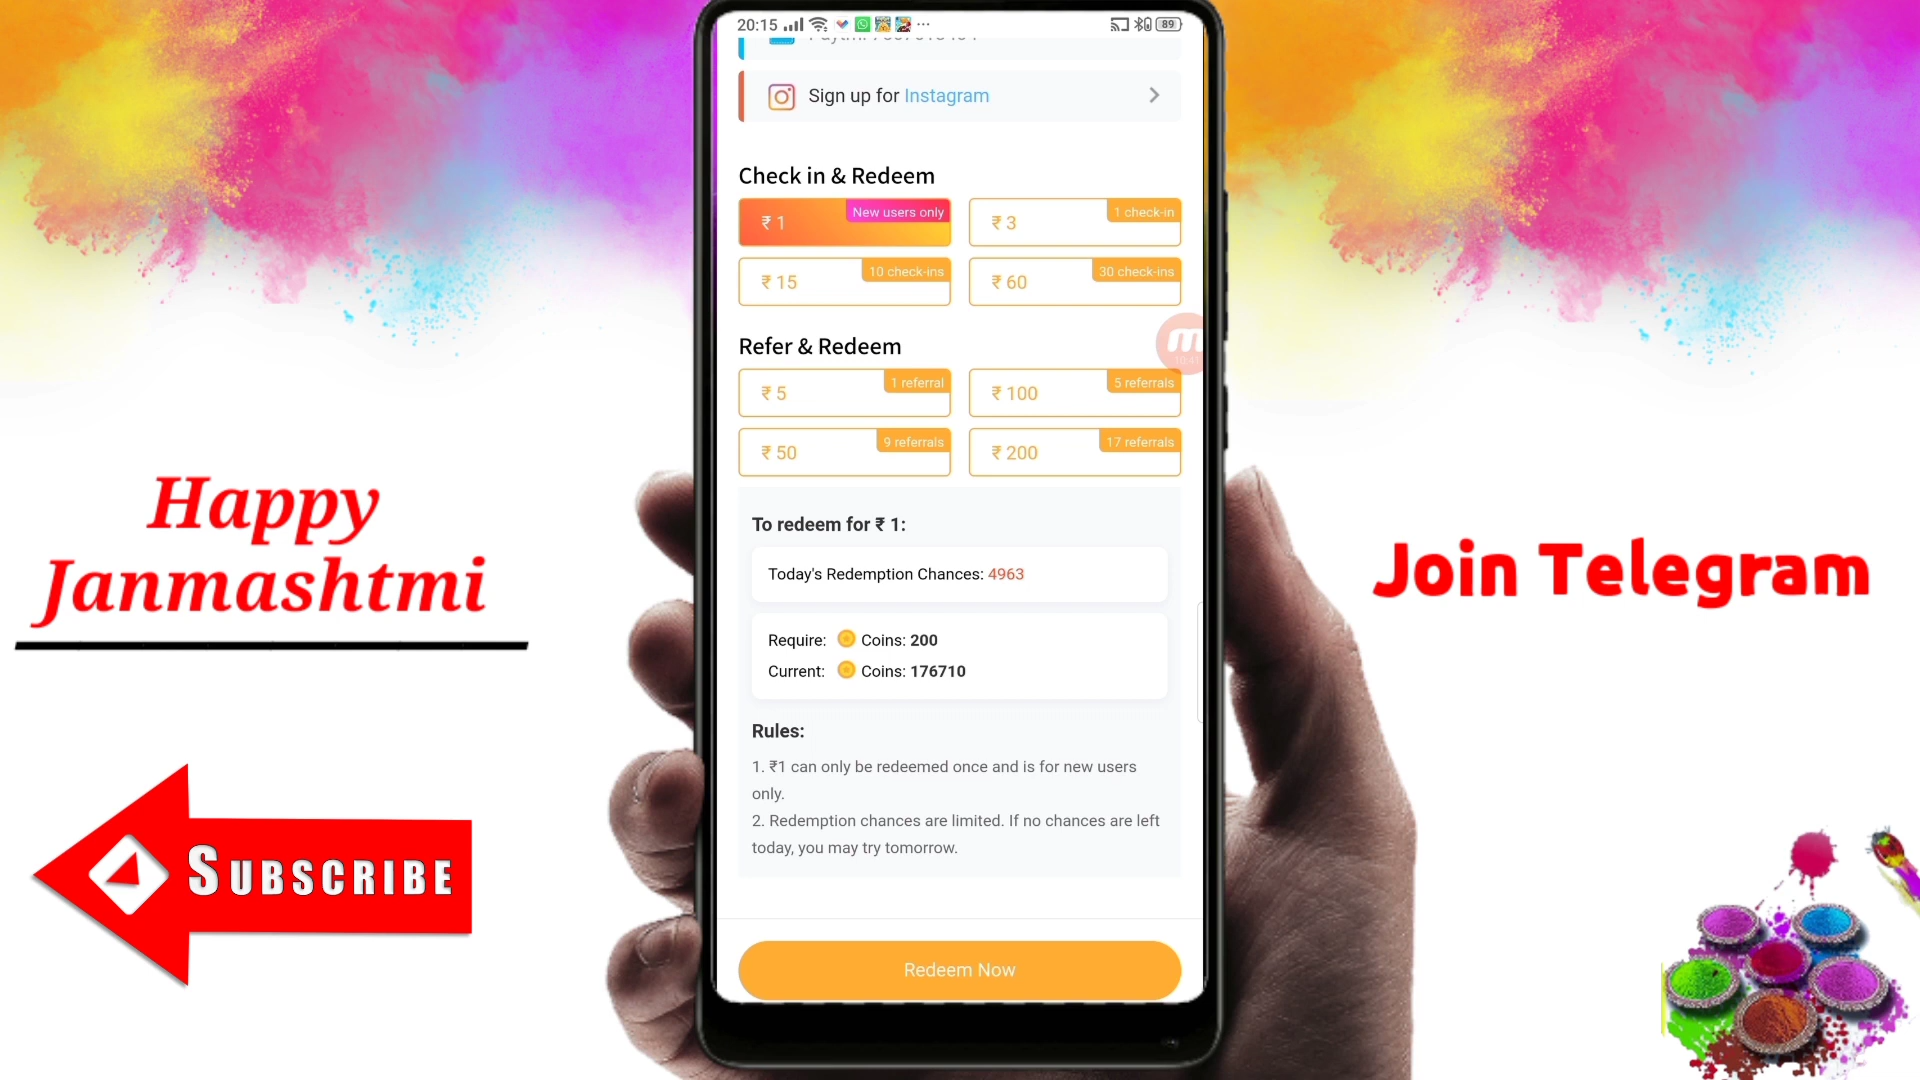 20:15
89
Sign up for Instagram
Check in & Redeem
₹ 1 New users only
₹ 3 1 check-in
₹ 15 10 check-ins
₹ 60 30 check-ins
Refer & Redeem
₹ 5 1 referral
₹ 100 5 referrals
₹ 50 9 referrals
₹ 200 17 referrals
To redeem for ₹ 1:
Today's Redemption Chances: 4963
Require: Coins: 200
Current: Coins: 176710
Rules:
1. ₹1 can only be redeemed once and is for new users
only.
2. Redemption chances are limited. If no chances are left
today, you may try tomorrow.
Redeem Now
Happy
Janmashtmi
SUBSCRIBE
Join Telegram